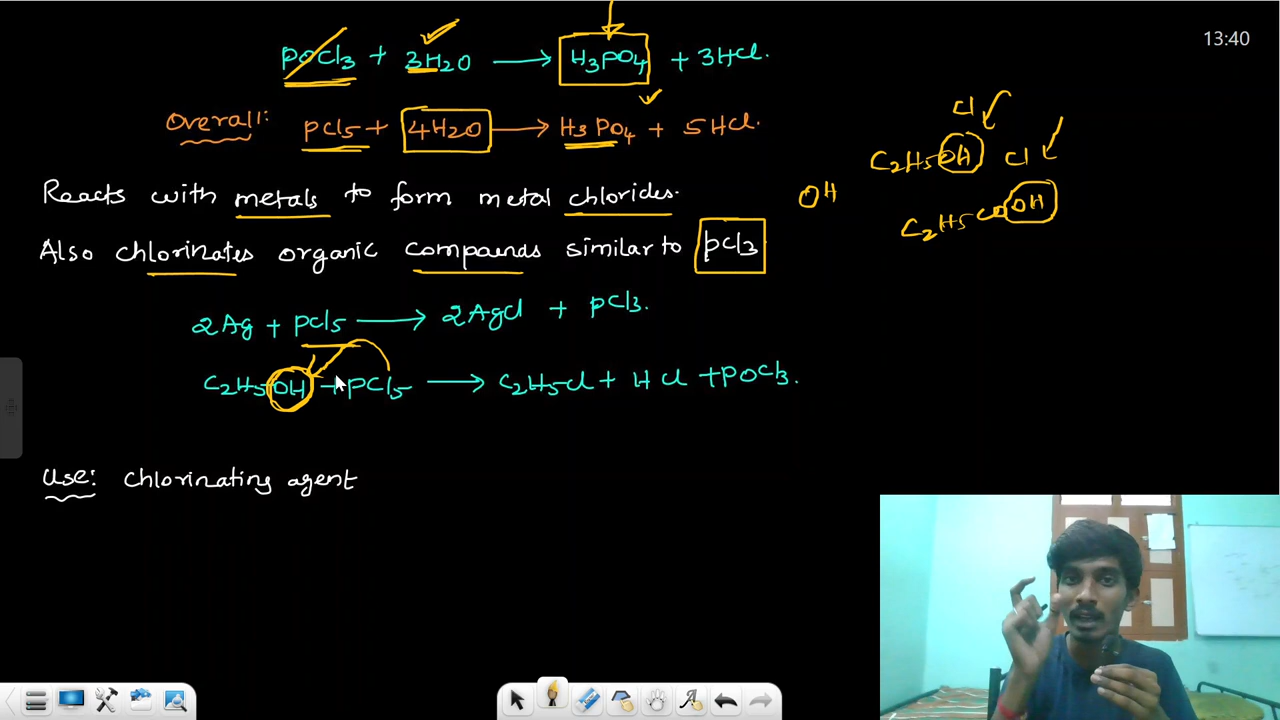 POCl3 + 3H2O → H3PO4 + 3HCl.
13:40
Overall: PCl5 + 4H2O → H3PO4 + 5HCl.
Cl
C2H5OH Cl
Reacts with metals to form metal chlorides.
OH
C2H5COOH
Also chlorinates organic compounds similar to PCl3
2Ag + PCl5 → 2AgCl + PCl3.
C2H5OH + PCl5 → C2H5Cl + HCl + POCl3.
Use: Chlorinating agent